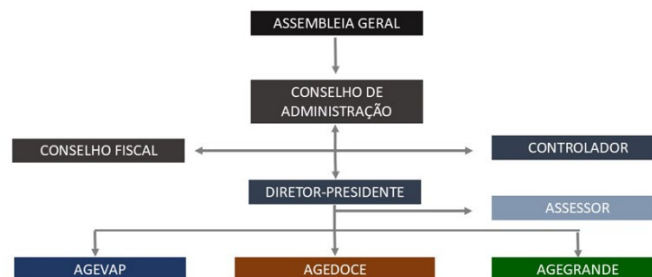 ASSEMBLEIA GERAL
CONSELHO DE
ADMINISTRAÇÃO
CONSELHO FISCAL
CONTROLADOR
DIRETOR-PRESIDENTE
ASSESSOR
AGEVAP
AGEDOCE
AGEGRANDE